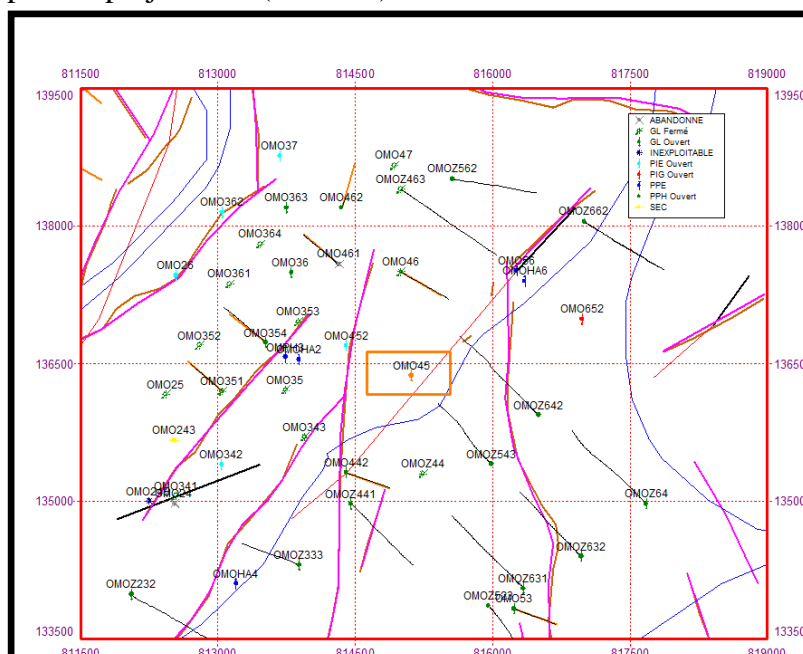 811500 813000 814500 816000 817500 819000
139500 139500
ABANDONNE
GL Fermé
GL Ouvert
INEXPLOITABLE
PIE Ouvert
PIG Ouvert
PPE
PPH Ouvert
SEC
OMO37
OMO47
OMOZ562
OMOZ463
OMO362
OMO363
OMO462
OMOZ662
138000 138000
OMO364
OMO461
OMO26
OMO36
OMO46
OMO56
OMOHA6
OMO361
OMO353
OMO652
OMO352
OMO354
OMO452
OMOHA2
136500 136500
OMO45
OMO25
OMO351
OMO35
OMOZ642
OMO243
OMO343
OMO342
OMO442
OMOZ44
OMOZ543
OMO341
OMO24
135000 135000
OMOZ441
OMOZ64
OMOZ333
OMOZ632
OMOHA4
OMOZ232
OMOZ631
OMO53
133500 133500
811500 813000 814500 816000 817500 819000